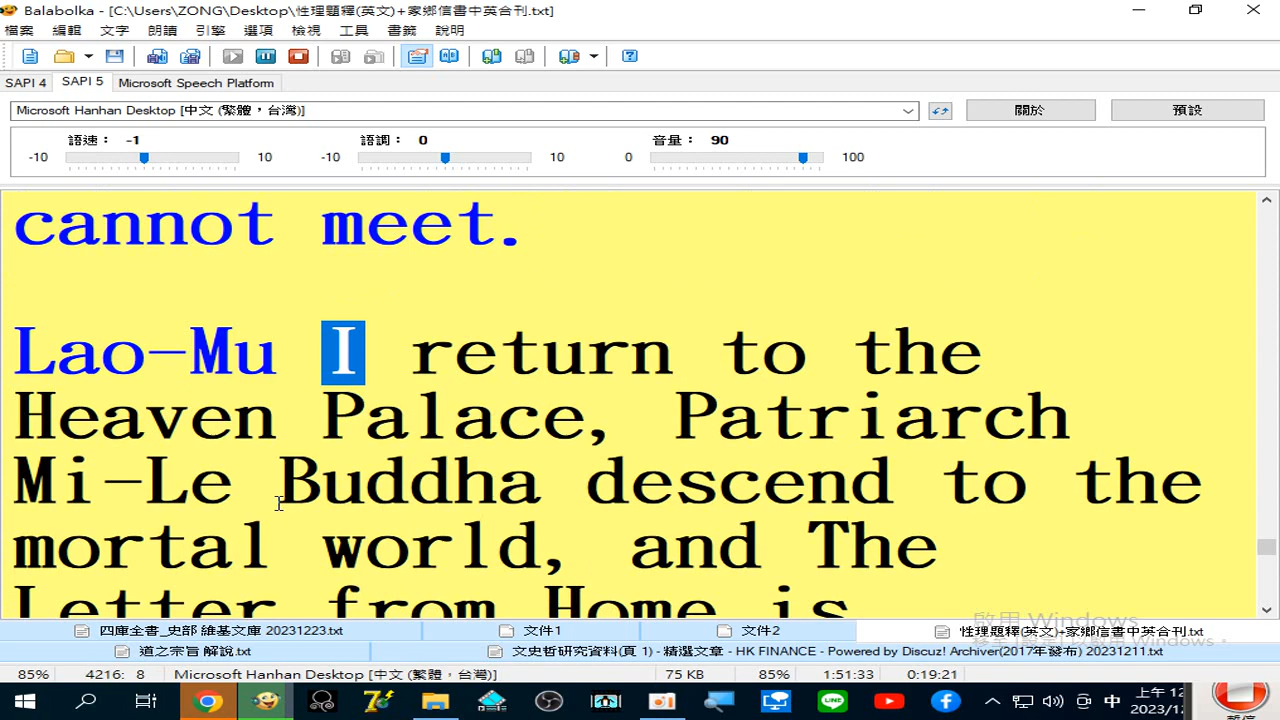 Balabolka - [C:\Users\ZONG\Desktop\性理題釋(英文)+家鄉信書中英合刊.txt]
檔案 編輯 文字 朗讀 引擎 選項 檢視 工具 書籤 說明
SAPI 4 SAPI 5 Microsoft Speech Platform
Microsoft Hanhan Desktop [中文 (繁體，台灣)] 關於 預設
語速： -1 語調： 0 音量： 90
-10 10 -10 10 0 100
cannot meet.
Lao-Mu I return to the
Heaven Palace, Patriarch
Mi-Le Buddha descend to the
mortal world, and The
Letter from Home is
啟用 Windows
四庫全書_史部 維基文庫 20231223.txt 文件1 文件2 性理題釋(英文)+家鄉信書中英合刊.txt
道之宗旨 解說.txt 文史哲研究資料(頁 1) - 精選文章 - HK FINANCE - Powered by Discuz! Archiver(2017年發布) 20231211.txt
85% 4216: 8 Microsoft Hanhan Desktop [中文 (繁體，台灣)] 75 KB 85% 1:51:33 0:19:21
中 上午 12
2023/12